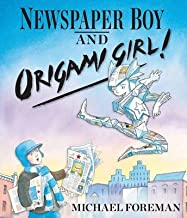 NEWSPAPER BOY
AND
ORIGAMI GIRL!
MICHAEL FOREMAN